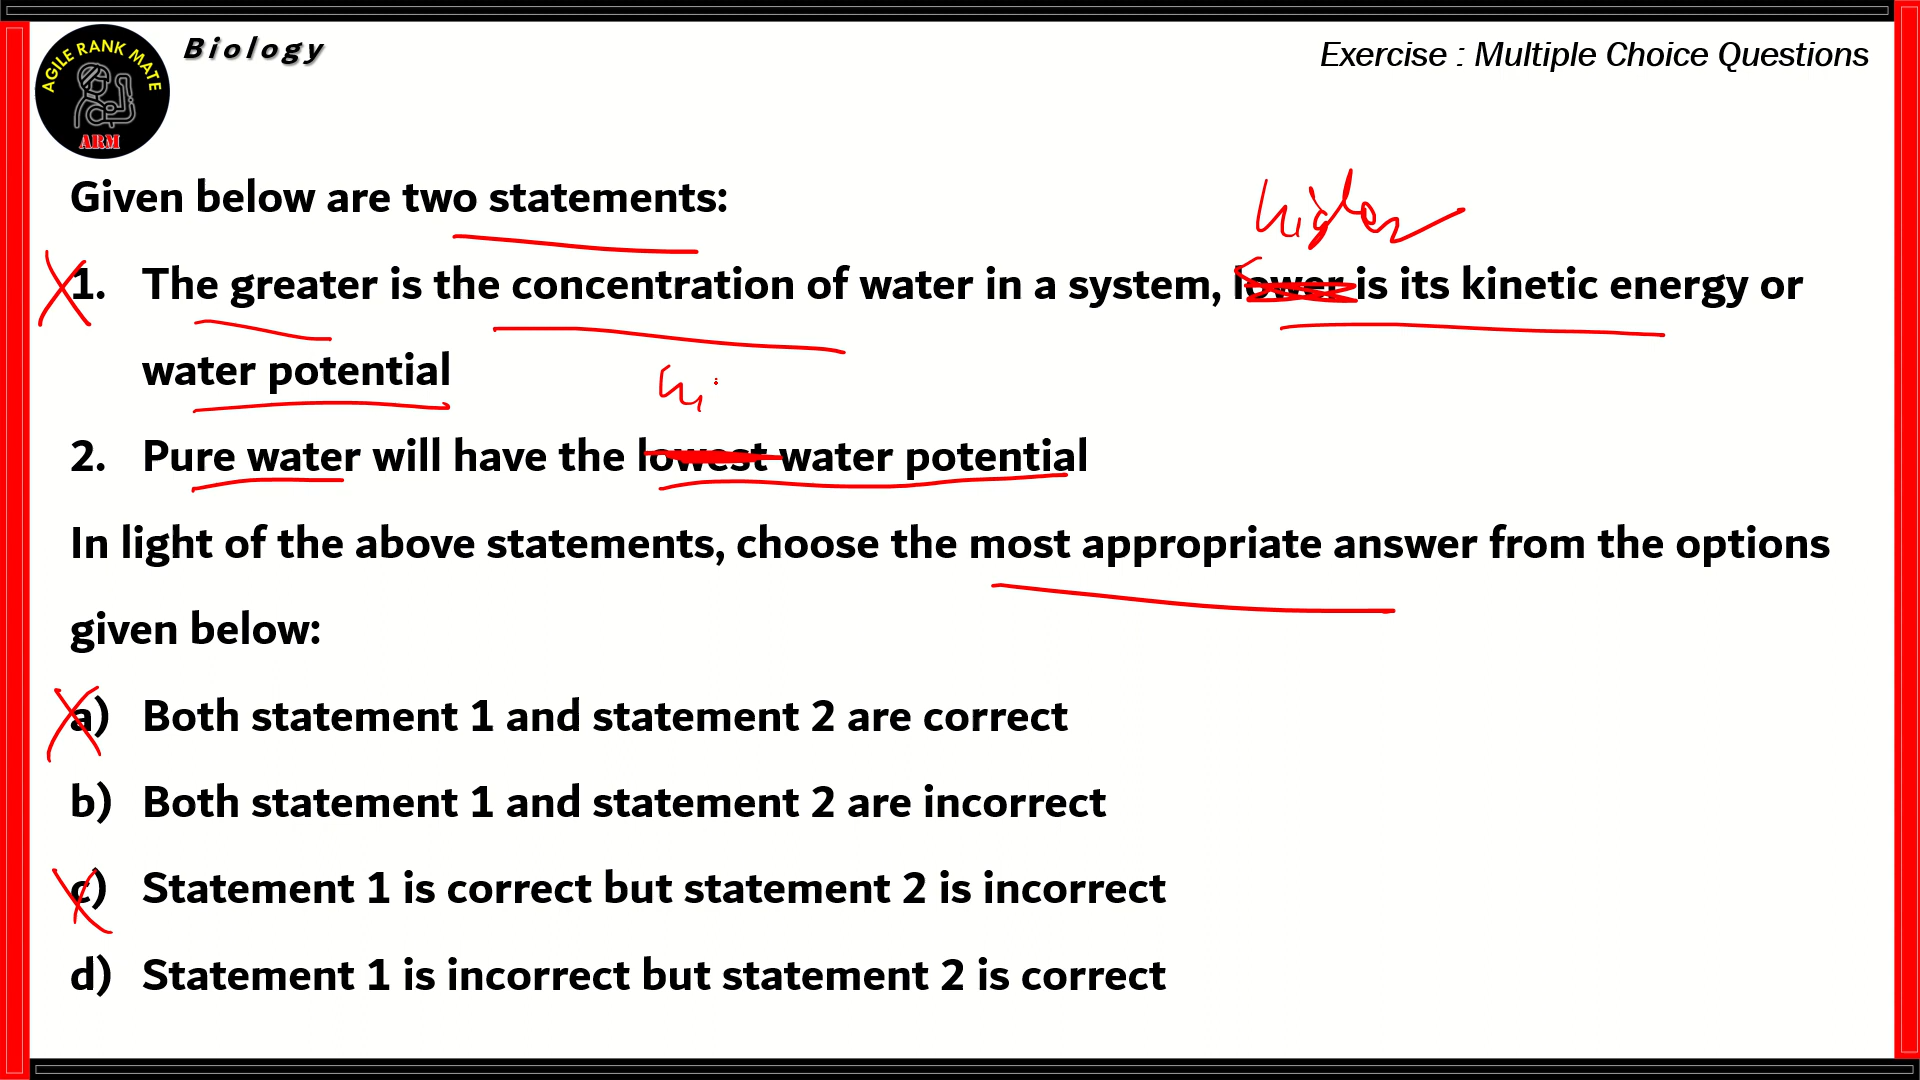 AGILE RANK MATE
ARM
Biology
Exercise : Multiple Choice Questions
Given below are two statements:
higher
1. The greater is the concentration of water in a system, lower is its kinetic energy or
water potential
hi
2. Pure water will have the lowest water potential
In light of the above statements, choose the most appropriate answer from the options
given below:
a) Both statement 1 and statement 2 are correct
b) Both statement 1 and statement 2 are incorrect
c) Statement 1 is correct but statement 2 is incorrect
d) Statement 1 is incorrect but statement 2 is correct